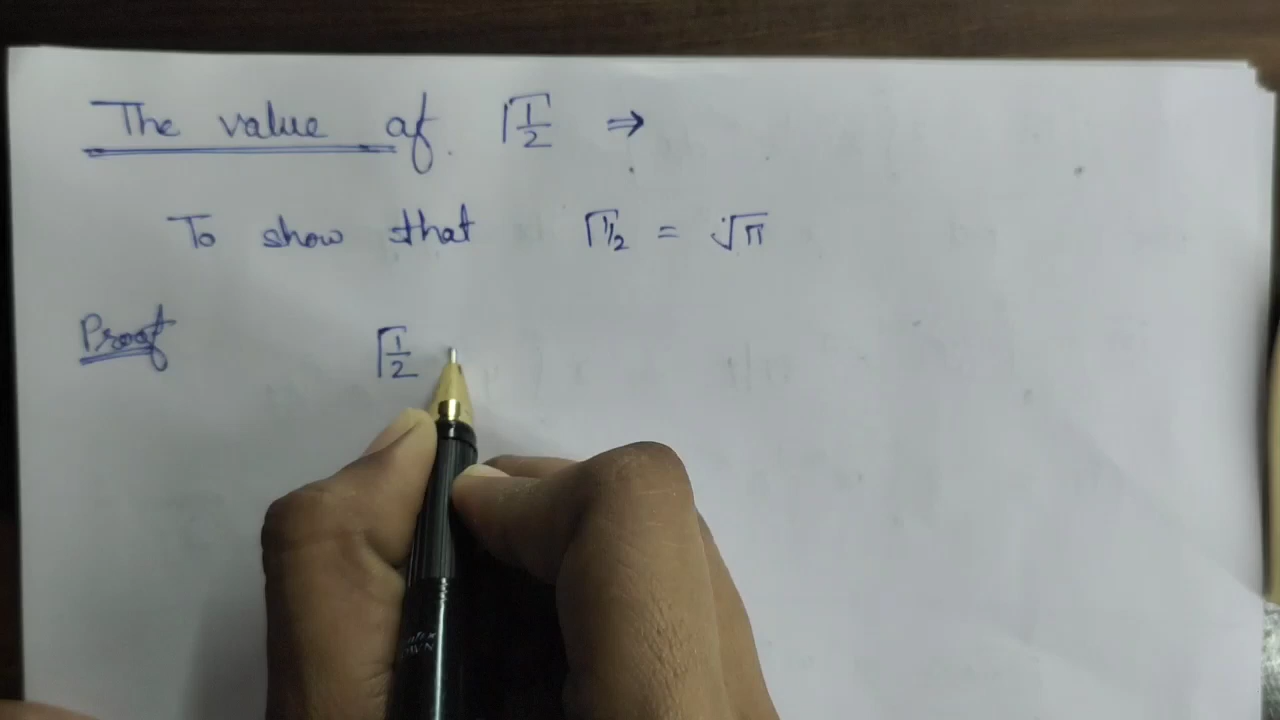 The value of Γ1/2 ⇒
To show that Γ1/2 = √π
Proof Γ1/2